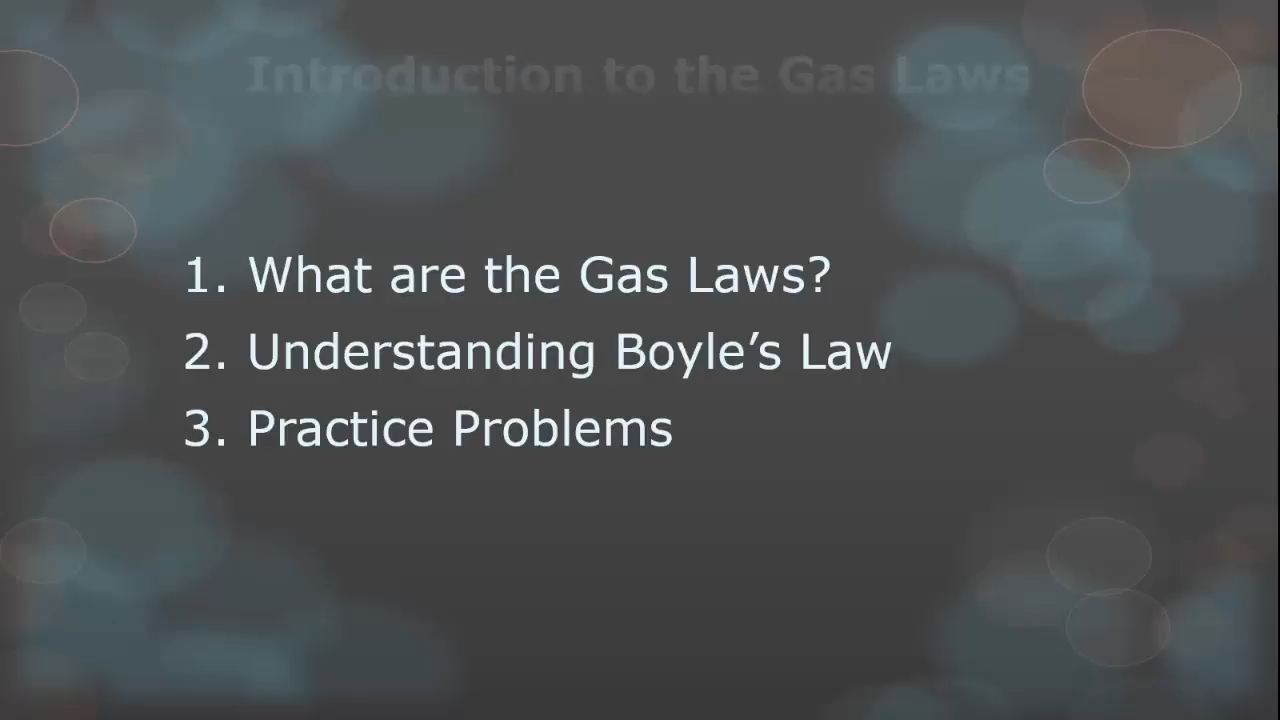 Introduction to the Gas Laws
1. What are the Gas Laws?
2. Understanding Boyle’s Law
3. Practice Problems